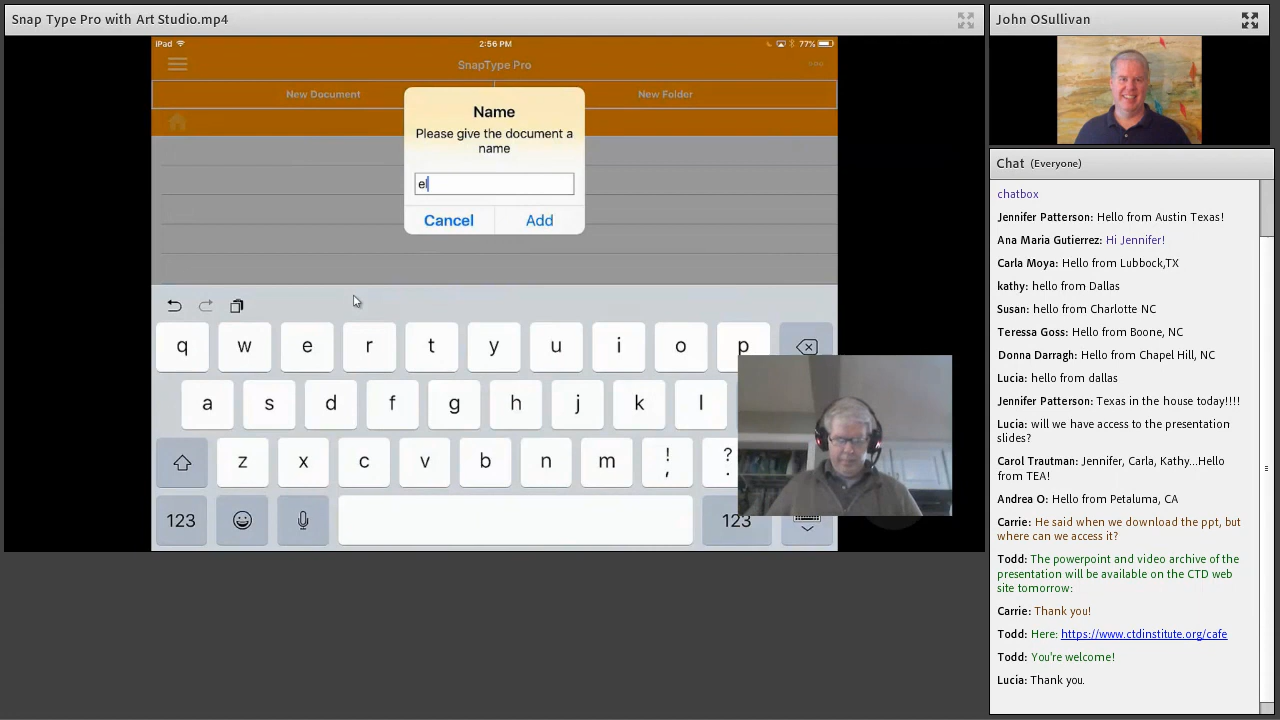 Snap Type Pro with Art Studio.mp4
iPad
2:56 PM
77%
SnapType Pro
New Document
New Folder
Name
Please give the document a
name
el
Cancel
Add
q w e r t y u i o p
a s d f g h j k l
z x c v b n m ! , ? .
123
123
John OSullivan
Chat (Everyone)
chatbox
Jennifer Patterson: Hello from Austin Texas!
Ana Maria Gutierrez: Hi Jennifer!
Carla Moya: Hello from Lubbock,TX
kathy: hello from Dallas
Susan: hello from Charlotte NC
Teressa Goss: Hello from Boone, NC
Donna Darragh: Hello from Chapel Hill, NC
Lucia: hello from dallas
Jennifer Patterson: Texas in the house today!!!!
Lucia: will we have access to the presentation
slides?
Carol Trautman: Jennifer, Carla, Kathy...Hello
from TEA!
Andrea O: Hello from Petaluma, CA
Carrie: He said when we download the ppt, but
where can we access it?
Todd: The powerpoint and video archive of the
presentation will be available on the CTD web
site tomorrow:
Carrie: Thank you!
Todd: Here: https://www.ctdinstitute.org/cafe
Todd: You're welcome!
Lucia: Thank you.